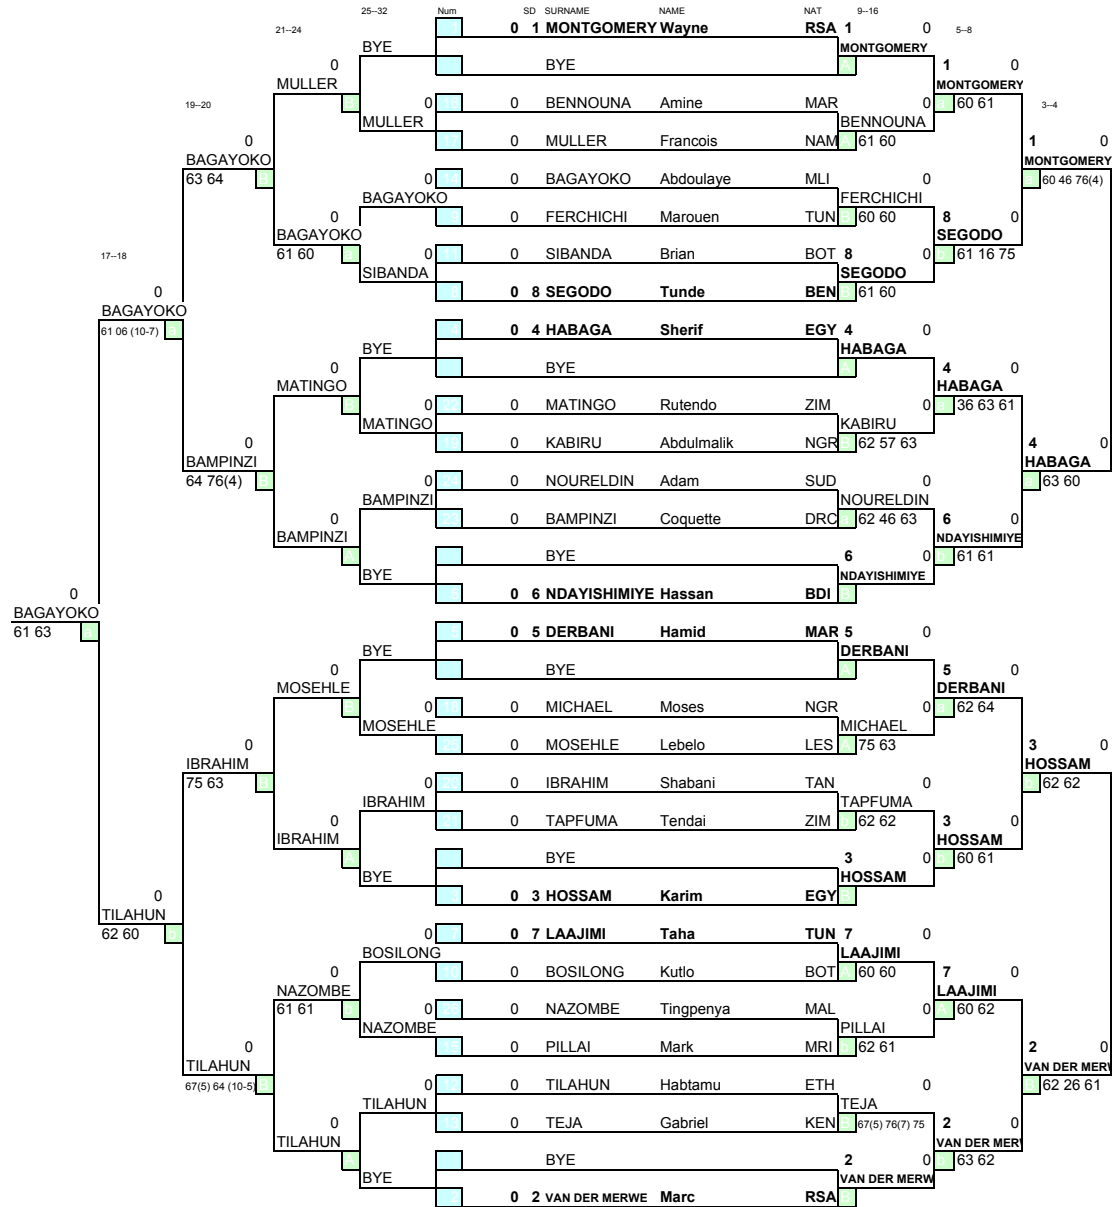 25--32 Num SD SURNAME NAME NAT 9--16
21--24 0 1 MONTGOMERY Wayne RSA 1 0 5--8
BYE MONTGOMERY
0 BYE A 1 0
MULLER MONTGOMERY
19--20 B 0 0 BENNOUNA Amine MAR 0 a 60 61 3--4
MULLER BENNOUNA
0 0 MULLER Francois NAM A 61 60 1 0
BAGAYOKO MONTGOMERY
63 64 B 0 0 BAGAYOKO Abdoulaye MLI 0 a 60 46 76(4)
BAGAYOKO FERCHICHI
0 0 FERCHICHI Marouen TUN B 60 60 8 0
BAGAYOKO SEGODO
17--18 61 60 a 0 0 SIBANDA Brian BOT 8 0 b 61 16 75
SIBANDA SEGODO
0 0 8 SEGODO Tunde BEN B 61 60
BAGAYOKO
61 06 (10-7) a 0 4 HABAGA Sherif EGY 4 0
BYE HABAGA
0 BYE A 4 0
MATINGO HABAGA
B 0 0 MATINGO Rutendo ZIM 0 a 36 63 61
MATINGO KABIRU
0 0 KABIRU Abdulmalik NGR B 62 57 63 4 0
BAMPINZI HABAGA
64 76(4) B 0 NOURELDIN Adam SUD 0 a 63 60
BAMPINZI NOURELDIN
0 0 BAMPINZI Coquette DRC a 62 46 63 6 0
BAMPINZI NDAYISHIMIYE
A BYE 6 0 b 61 61
BYE NDAYISHIMIYE
0 0 6 NDAYISHIMIYE Hassan BDI B
BAGAYOKO
61 63 a 0 5 DERBANI Hamid MAR 5 0
BYE DERBANI
0 BYE A 5 0
MOSEHLE DERBANI
B 0 MICHAEL Moses NGR 0 a 62 64
MOSEHLE MICHAEL
0 0 MOSEHLE Lebelo LES A 75 63 3 0
IBRAHIM HOSSAM
75 63 B 0 0 IBRAHIM Shabani TAN 0 b 62 62
IBRAHIM TAPFUMA
0 0 TAPFUMA Tendai ZIM b 62 62 3 0
IBRAHIM HOSSAM
A BYE 3 0 b 60 61
BYE HOSSAM
0 0 3 HOSSAM Karim EGY B
TILAHUN
62 60 b 0 0 7 LAAJIMI Taha TUN 7 0
BOSILONG LAAJIMI
0 0 BOSILONG Kutlo BOT A 60 60 7 0
NAZOMBE LAAJIMI
61 61 b 0 0 NAZOMBE Tingpenya MAL 0 A 60 62
NAZOMBE PILLAI
0 0 PILLAI Mark MRI b 62 61 2 0
TILAHUN VAN DER MERW
67(5) 64 (10-5) B 0 0 TILAHUN Habtamu ETH 0 B 62 26 61
TILAHUN TEJA
0 0 TEJA Gabriel KEN B 67(5) 76(7) 75 2 0
TILAHUN VAN DER MERW
A BYE 2 0 b 63 62
BYE VAN DER MERW
0 2 VAN DER MERWE Marc RSA B